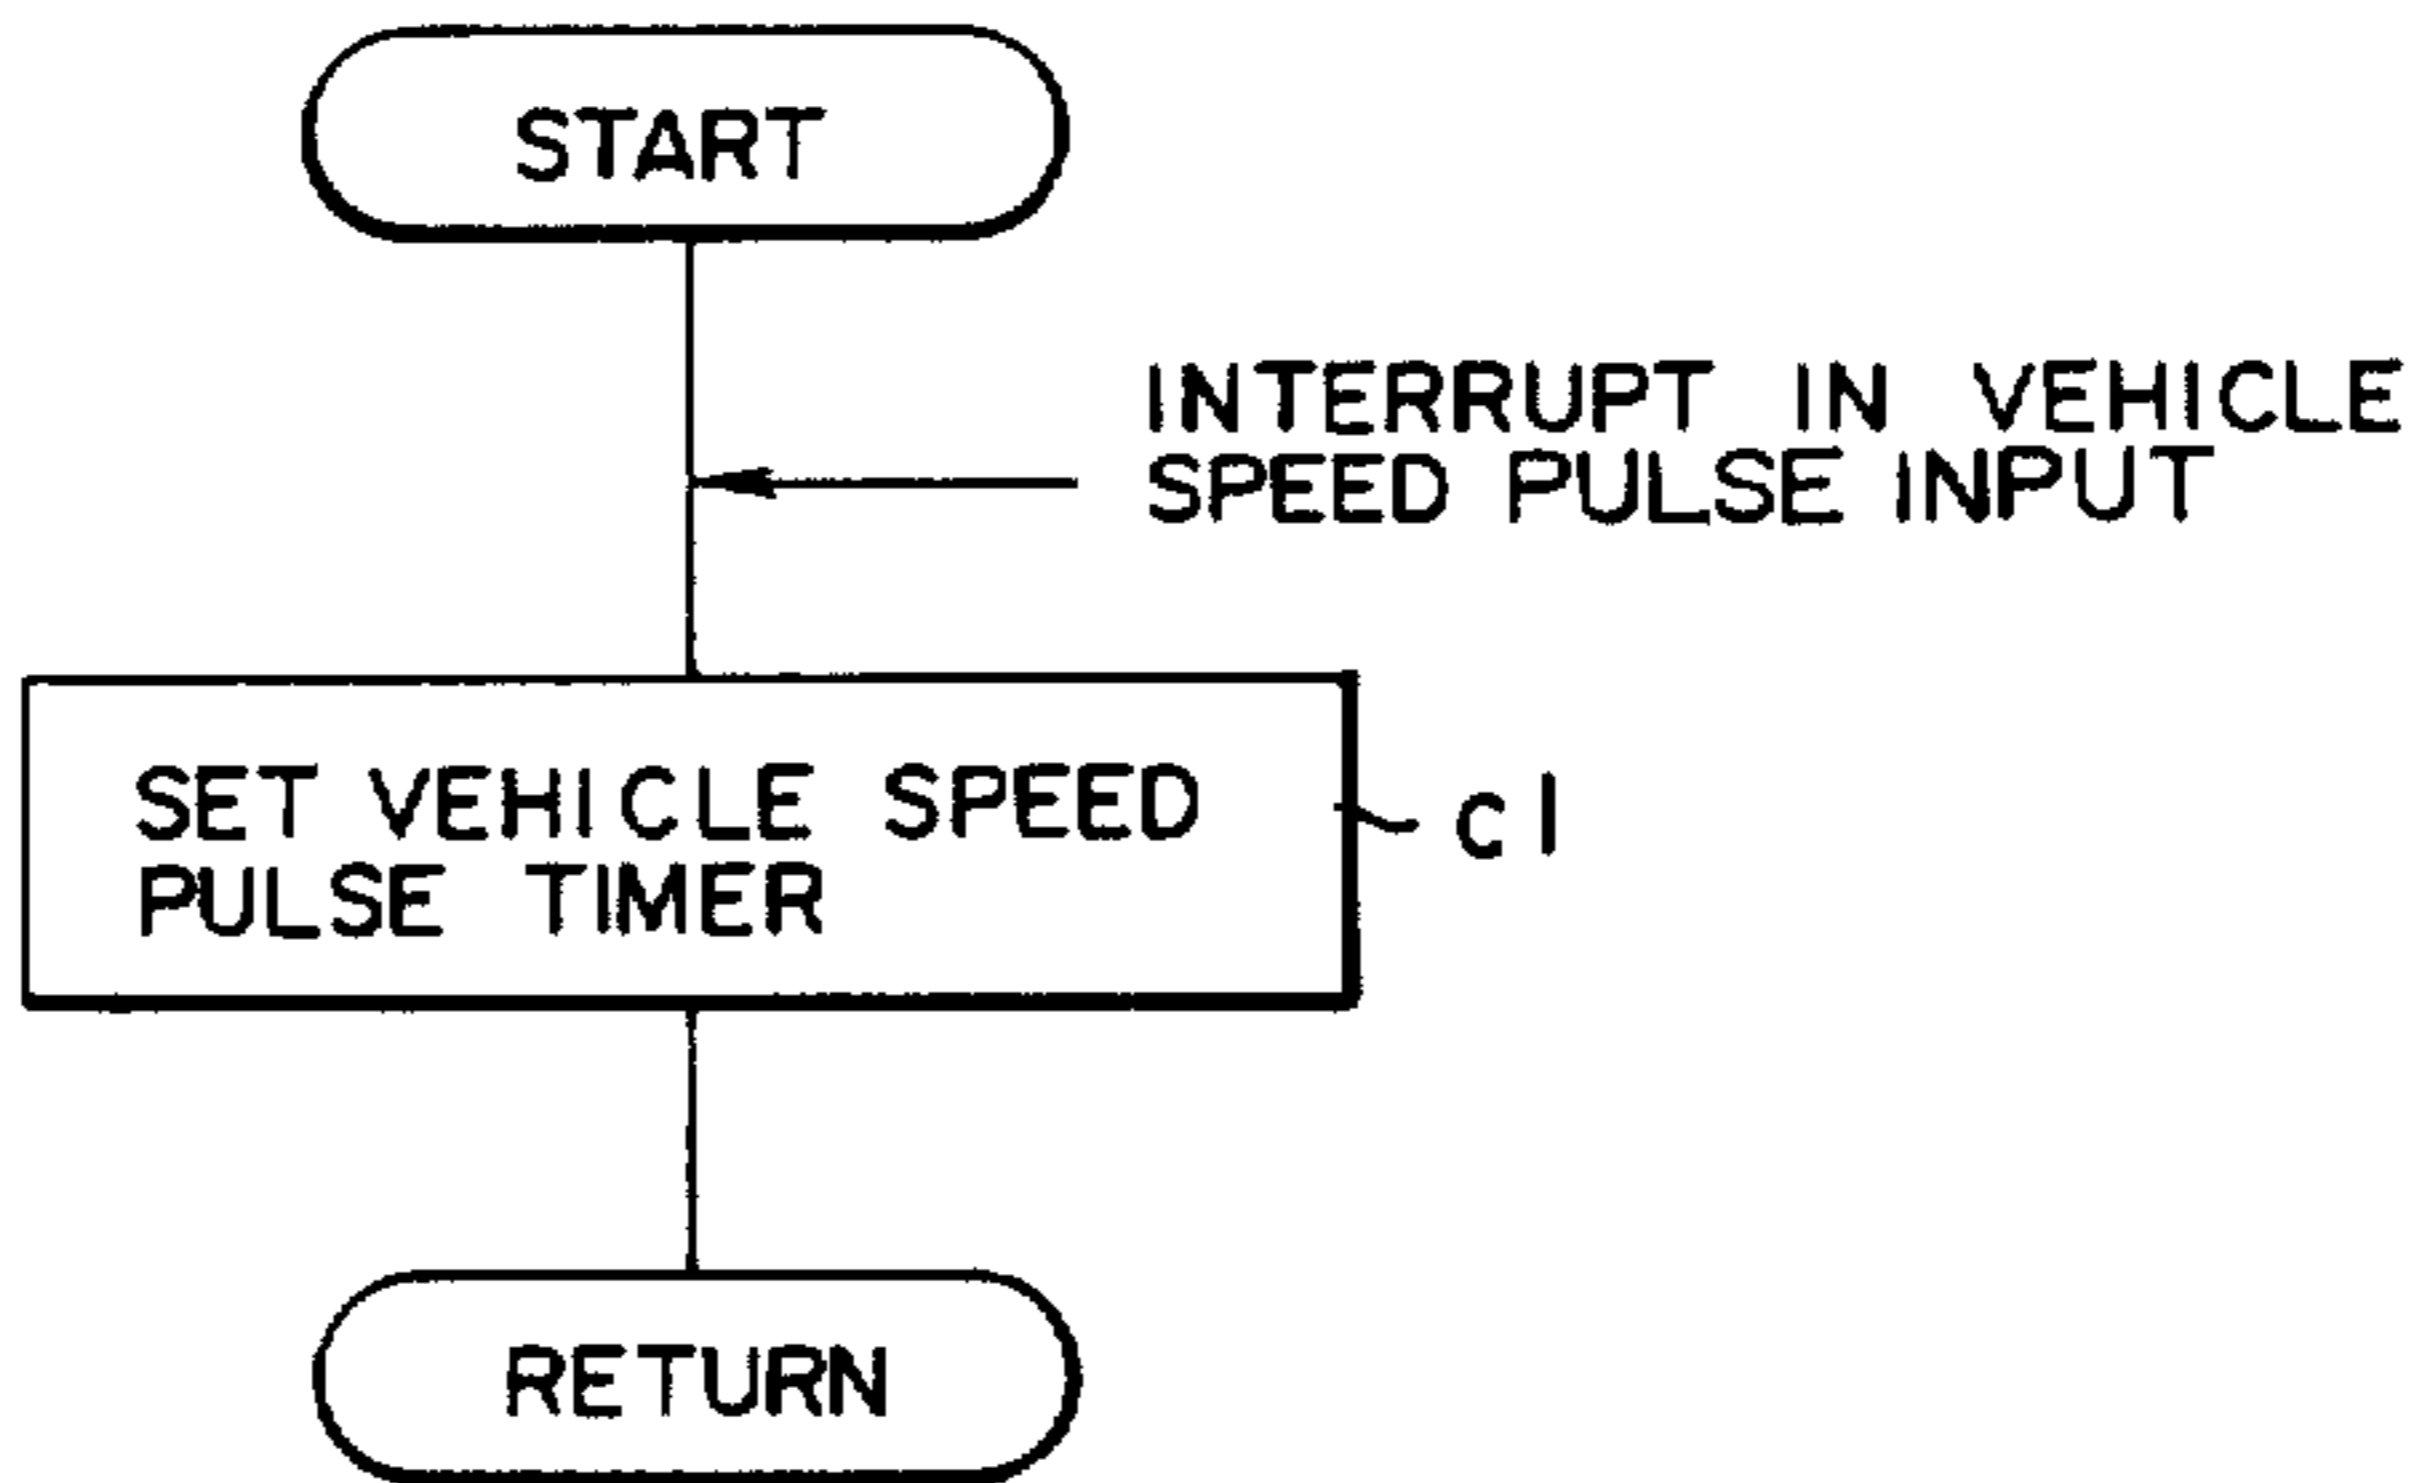 START
INTERRUPT IN VEHICLE
SPEED PULSE INPUT
SET VEHICLE SPEED
PULSE TIMER
c1
RETURN